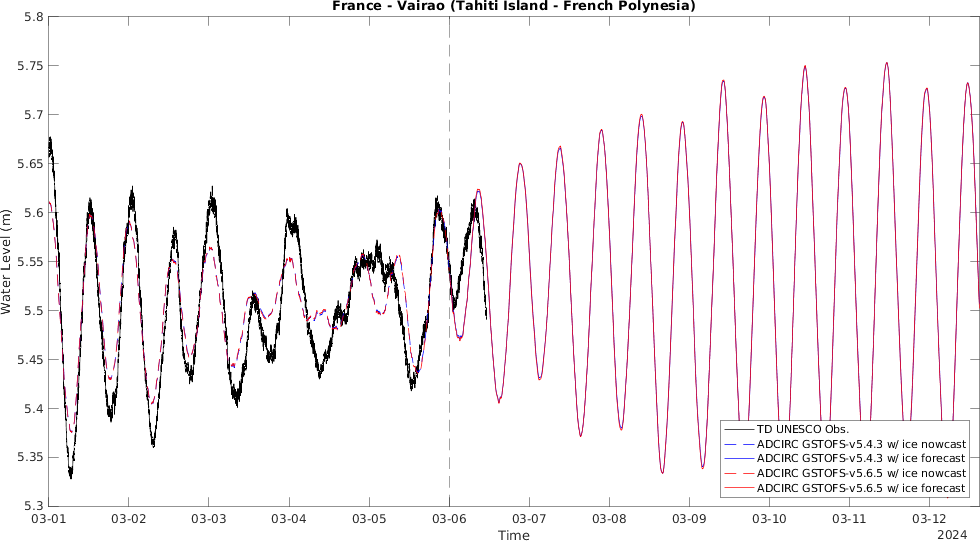 France - Vairao (Tahiti Island - French Polynesia)
5.8
5.75
5.7
5.65
5.6
5.55
5.5
5.45
5.4
5.35
5.3
Water Level (m)
TD UNESCO Obs.
ADCIRC GSTOFS-v5.4.3 w/ ice nowcast
ADCIRC GSTOFS-v5.4.3 w/ ice forecast
ADCIRC GSTOFS-v5.6.5 w/ ice nowcast
ADCIRC GSTOFS-v5.6.5 w/ ice forecast
03-01 03-02 03-03 03-04 03-05 03-06 03-07 03-08 03-09 03-10 03-11 03-12
Time
2024